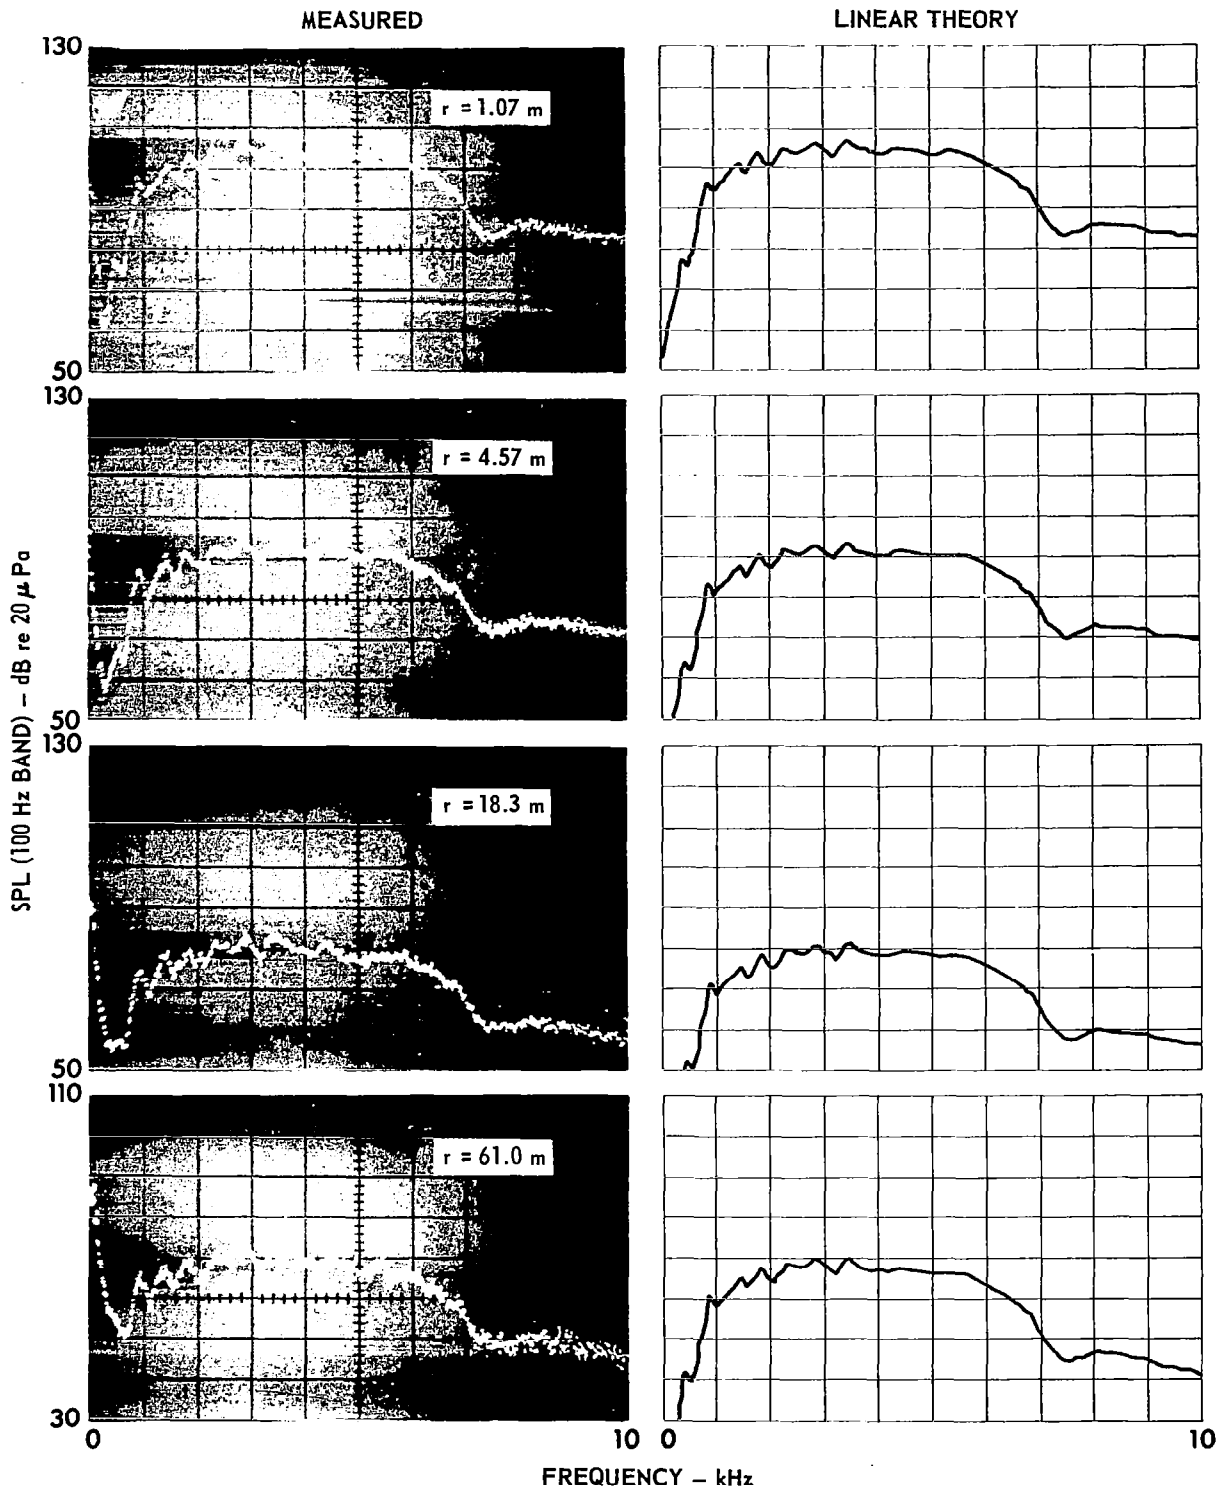 MEASURED
LINEAR THEORY
130
r = 1.07 m
50
130
r = 4.57 m
50
130
r = 18.3 m
50
110
r = 61.0 m
30
SPL (100 Hz BAND) – dB re 20 μ Pa
0
10
0
10
FREQUENCY – kHz